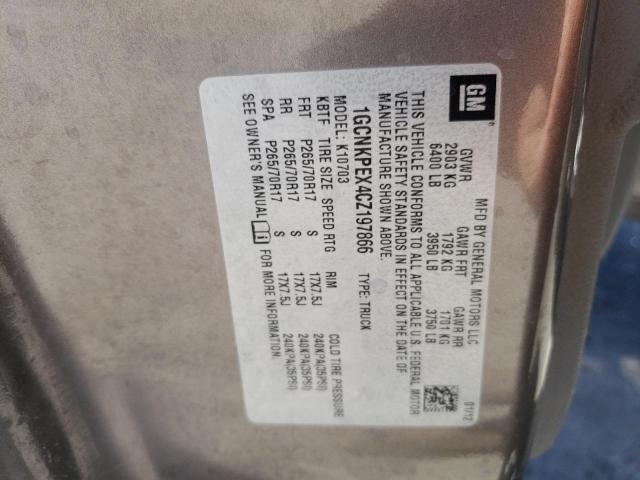 GM
MFD BY GENERAL MOTORS LLC
01/12
GVWR GAWR FRT GAWR RR
2903 KG 1792 KG 1701 KG
6400 LB 3950 LB 3750 LB
THIS VEHICLE CONFORMS TO ALL APPLICABLE U.S. FEDERAL MOTOR
VEHICLE SAFETY STANDARDS IN EFFECT ON THE DATE OF
MANUFACTURE SHOWN ABOVE.
1GCNKPEX4CZ197866 TYPE: TRUCK
MODEL: K10703
KBTF TIRE SIZE SPEED RTG RIM COLD TIRE PRESSURE
FRT P265/70R17 S 17X7.5J 240KPA(35PSI)
RR P265/70R17 S 17X7.5J 240KPA(35PSI)
SPA P265/70R17 S 17X7.5J 240KPA(35PSI)
SEE OWNER'S MANUAL FOR MORE INFORMATION.